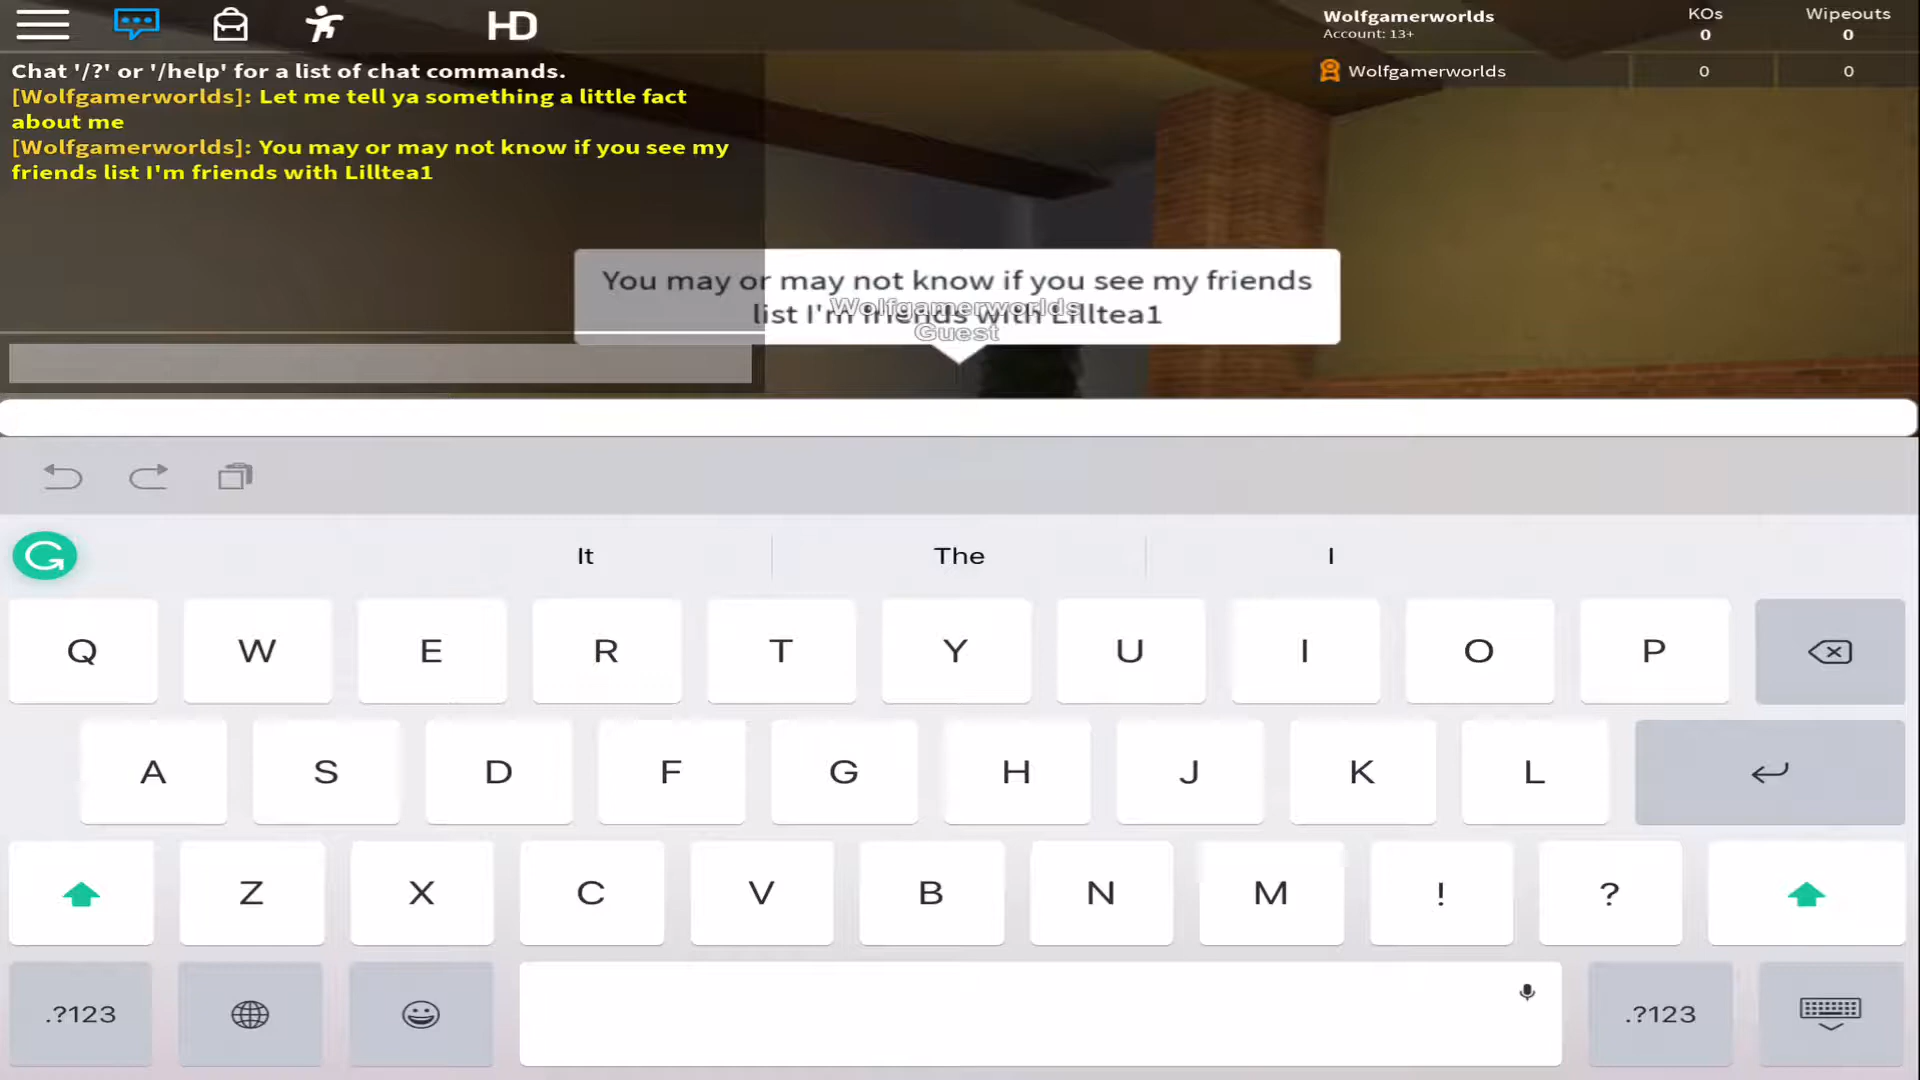 HD
Wolfgamerworlds
Account: 13+
KOs
0
Wipeouts
0
Wolfgamerworlds
0
0
Chat '/?' or '/help' for a list of chat commands.
[Wolfgamerworlds]: Let me tell ya something a little fact
about me
[Wolfgamerworlds]: You may or may not know if you see my
friends list I'm friends with Lilltea1
You may or may not know if you see my friends
list I'm friends with Lilltea1
Wolfgamerworlds
Guest
It The I
Q W E R T Y U I O P
A S D F G H J K L
Z X C V B N M ! ?
.?123 .?123